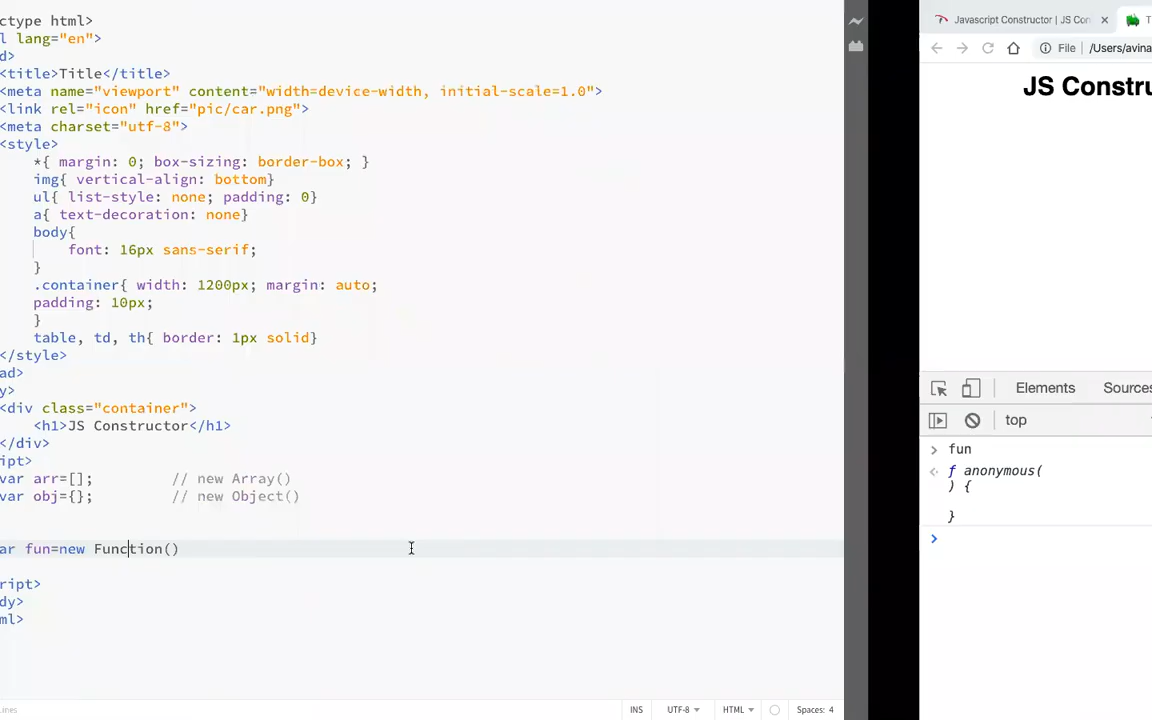 ctype html>
l lang="en">
d>
<title>Title</title>
<meta name="viewport" content="width=device-width, initial-scale=1.0">
<link rel="icon" href="pic/car.png">
<meta charset="utf-8">
<style>
*{ margin: 0; box-sizing: border-box; }
img{ vertical-align: bottom}
ul{ list-style: none; padding: 0}
a{ text-decoration: none}
body{
font: 16px sans-serif;
}
.container{ width: 1200px; margin: auto;
padding: 10px;
}
table, td, th{ border: 1px solid}
</style>
ad>
y>
<div class="container">
<h1>JS Constructor</h1>
</div>
ipt>
var arr=[]; // new Array()
var obj={}; // new Object()
ar fun=new Function()
ript>
dy>
ml>
Lines
INS UTF-8 HTML Spaces: 4
Javascript Constructor | JS Con × T
File | /Users/avina
JS Constru
Elements Sources
top
> fun
f anonymous(
) {
}
>